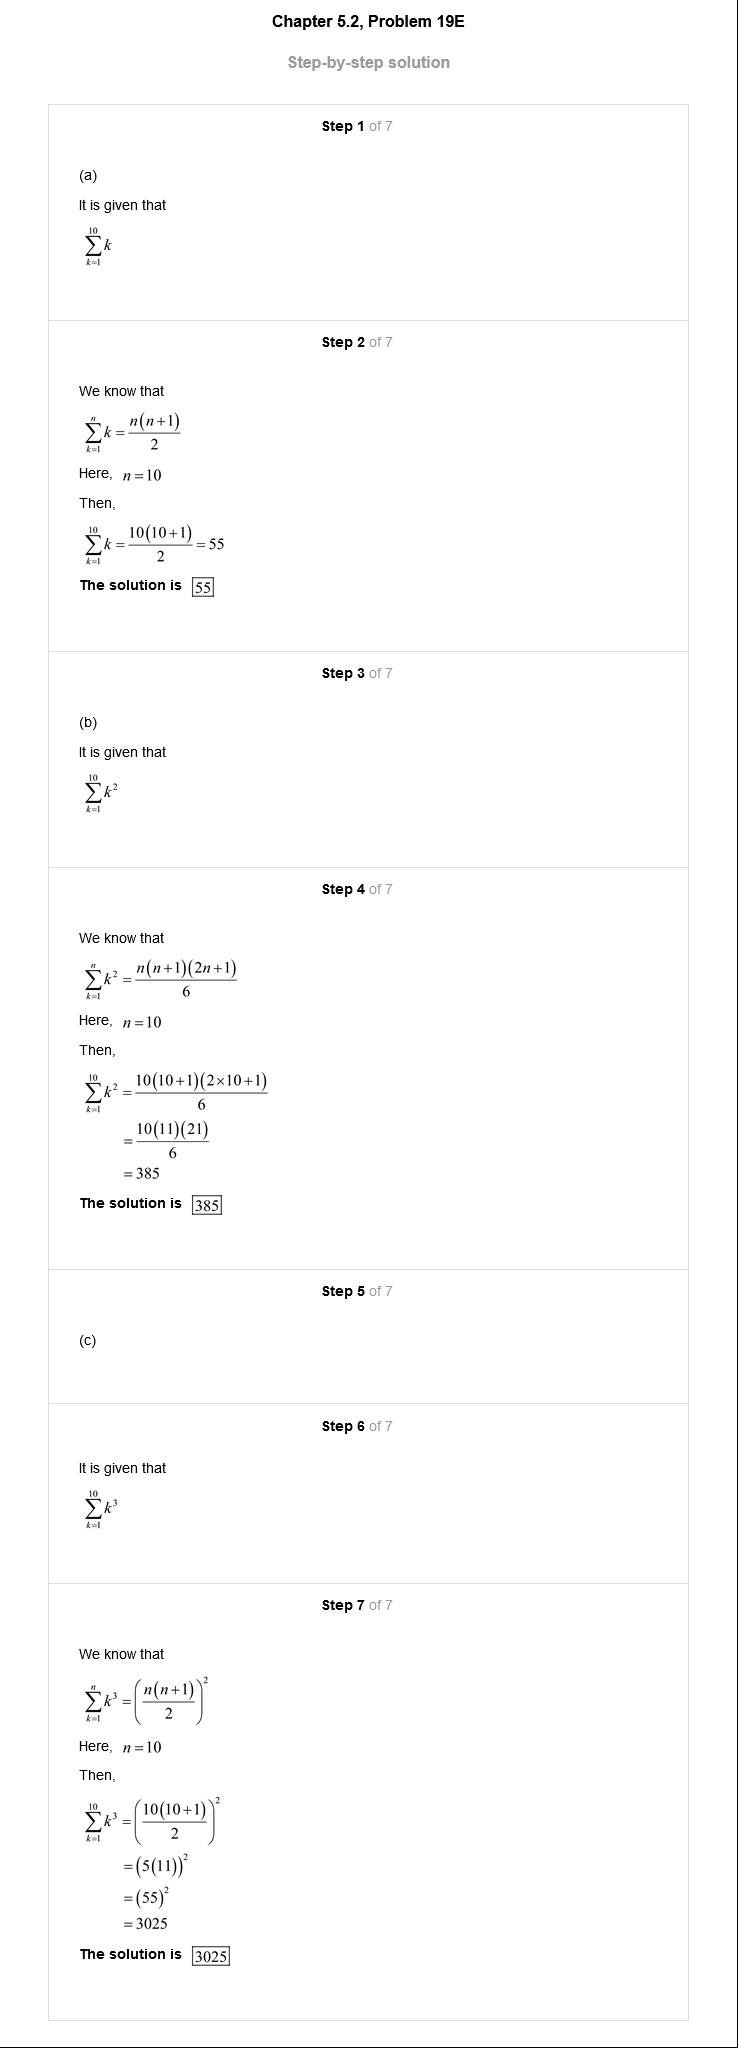 Chapter 5.2, Problem 19E
Step-by-step solution
Step 1 of 7
(a)
It is given that
$\sum_{k=1}^{10} k$
Step 2 of 7
We know that
$\sum_{k=1}^{n} k = \frac{n(n+1)}{2}$
Here, $n = 10$
Then,
$\sum_{k=1}^{10} k = \frac{10(10+1)}{2} = 55$
The solution is 55
Step 3 of 7
(b)
It is given that
$\sum_{k=1}^{10} k^2$
Step 4 of 7
We know that
$\sum_{k=1}^{n} k^2 = \frac{n(n+1)(2n+1)}{6}$
Here, $n = 10$
Then,
$\sum_{k=1}^{10} k^2 = \frac{10(10+1)(2 \times 10+1)}{6}$
$= \frac{10(11)(21)}{6}$
$= 385$
The solution is 385
Step 5 of 7
(c)
Step 6 of 7
It is given that
$\sum_{k=1}^{10} k^3$
Step 7 of 7
We know that
$\sum_{k=1}^{n} k^3 = \left(\frac{n(n+1)}{2}\right)^2$
Here, $n = 10$
Then,
$\sum_{k=1}^{10} k^3 = \left(\frac{10(10+1)}{2}\right)^2$
$= (5(11))^2$
$= (55)^2$
$= 3025$
The solution is 3025